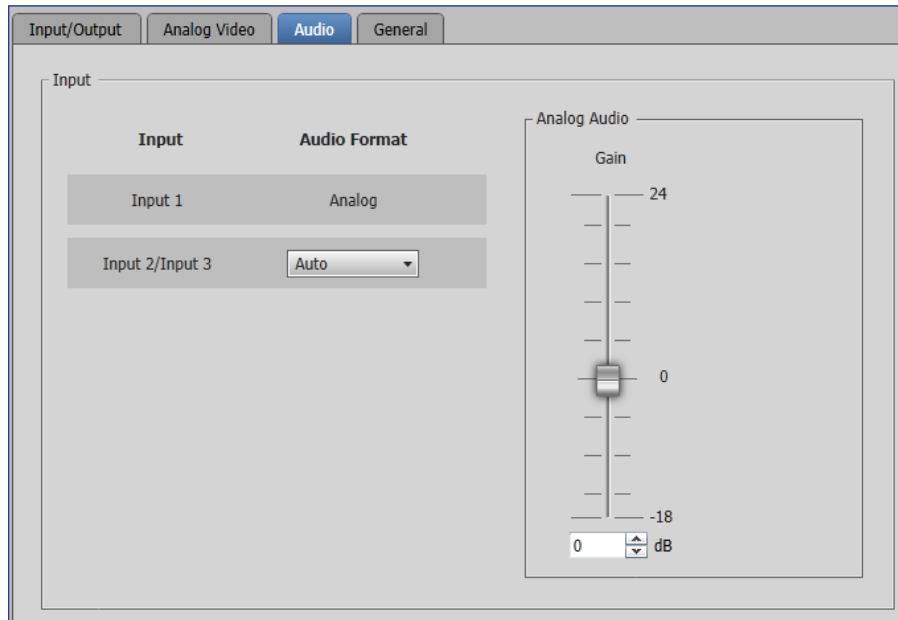 Input/Output Analog Video Audio General
Input
Input Audio Format
Input 1 Analog
Input 2/Input 3 Auto
Analog Audio
Gain
24
0
-18
0 dB